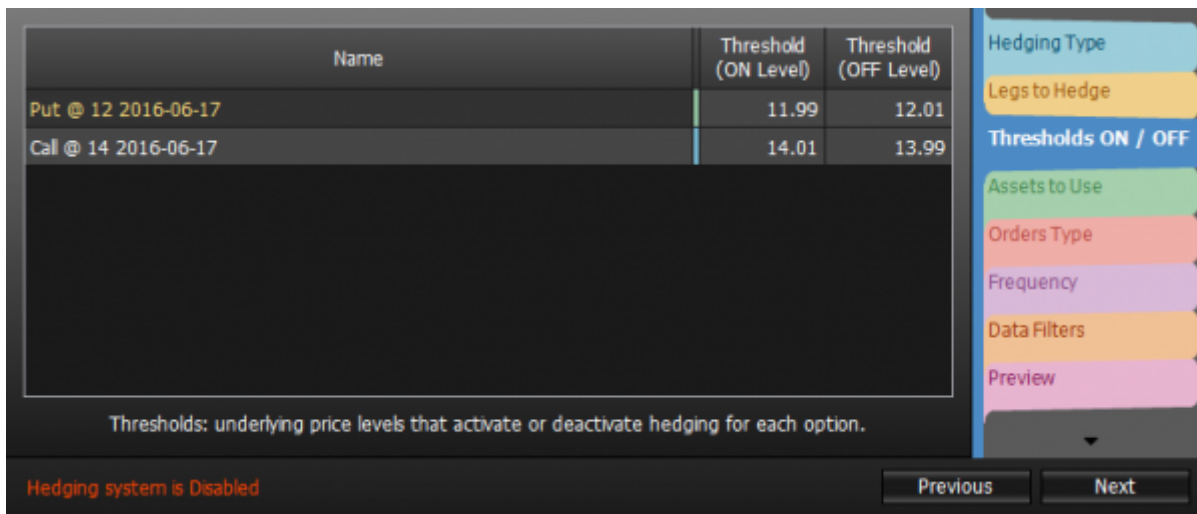 Name
Threshold
(ON Level)
Threshold
(OFF Level)
Put @ 12 2016-06-17 11.99 12.01
Call @ 14 2016-06-17 14.01 13.99
Thresholds: underlying price levels that activate or deactivate hedging for each option.
Hedging Type
Legs to Hedge
Thresholds ON / OFF
Assets to Use
Orders Type
Frequency
Data Filters
Preview
Hedging system is Disabled
Previous
Next